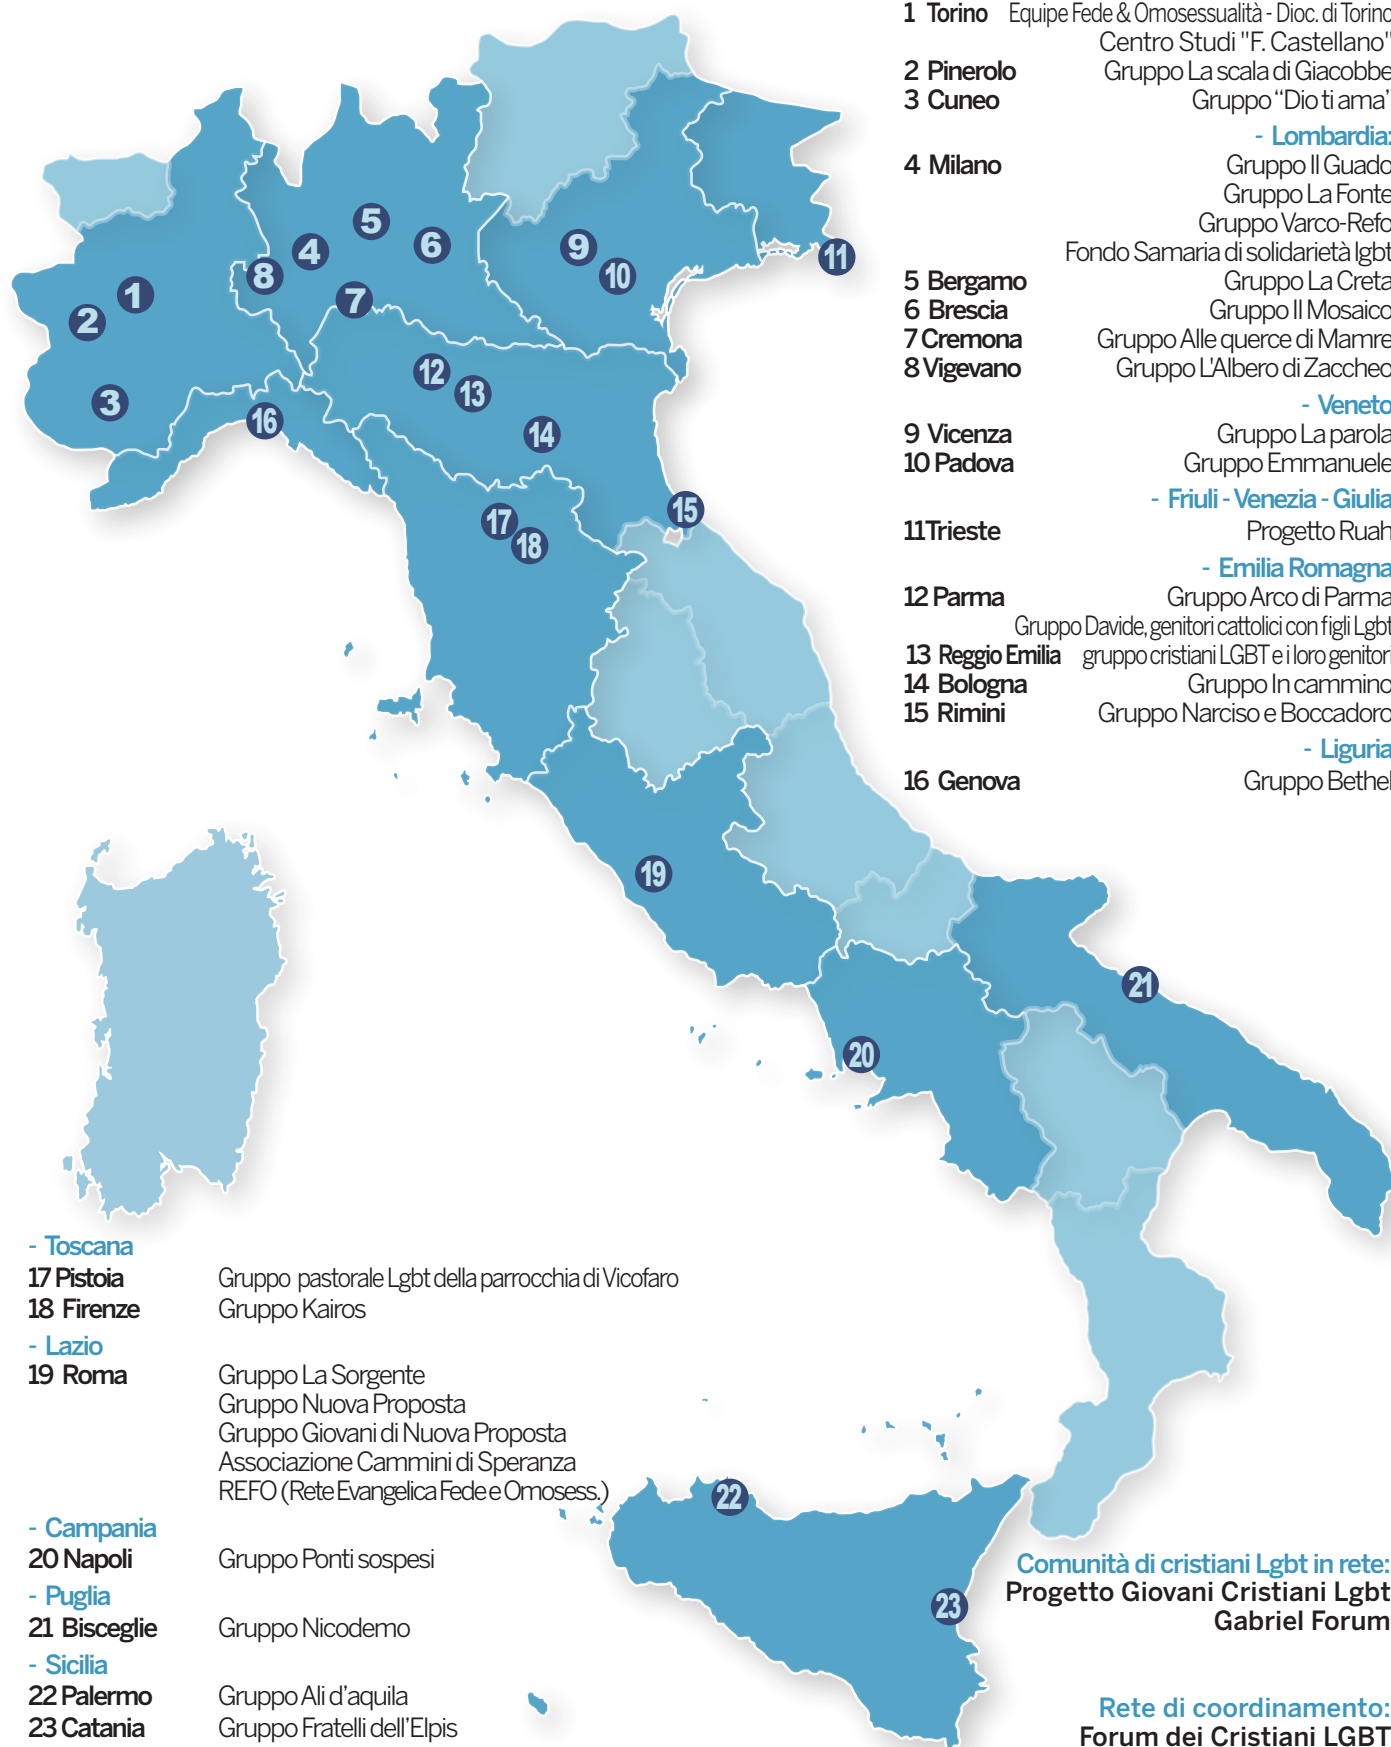 1 Torino Equipe Fede & Omosessualità - Dioc. di Torino
Centro Studi "F. Castellano"
2 Pinerolo Gruppo La scala di Giacobbe
3 Cuneo Gruppo “Dio ti ama”
- Lombardia:
4 Milano Gruppo Il Guado
Gruppo La Fonte
Gruppo Varco-Refo
Fondo Samaria di solidarietà lgbt
5 Bergamo Gruppo La Creta
6 Brescia Gruppo Il Mosaico
7 Cremona Gruppo Alle querce di Mamre
8 Vigevano Gruppo L'Albero di Zaccheo
- Veneto
9 Vicenza Gruppo La parola
10 Padova Gruppo Emmanuele
- Friuli - Venezia - Giulia
11 Trieste Progetto Ruah
- Emilia Romagna
12 Parma Gruppo Arco di Parma
Gruppo Davide, genitori cattolici con figli Lgbt
13 Reggio Emilia gruppo cristiani LGBT e i loro genitori
14 Bologna Gruppo In cammino
15 Rimini Gruppo Narciso e Boccadoro
- Liguria
16 Genova Gruppo Bethel
1
2
3
4
5
6
7
8
9
10
11
12
13
14
15
16
17
18
19
20
21
22
23
- Toscana
17 Pistoia Gruppo pastorale Lgbt della parrocchia di Vicofaro
18 Firenze Gruppo Kairos
- Lazio
19 Roma Gruppo La Sorgente
Gruppo Nuova Proposta
Gruppo Giovani di Nuova Proposta
Associazione Cammini di Speranza
REFO (Rete Evangelica Fede e Omosess.)
- Campania
20 Napoli Gruppo Ponti sospesi
- Puglia
21 Bisceglie Gruppo Nicodemo
- Sicilia
22 Palermo Gruppo Ali d’aquila
23 Catania Gruppo Fratelli dell’Elpis
Comunità di cristiani Lgbt in rete:
Progetto Giovani Cristiani Lgbt
Gabriel Forum
Rete di coordinamento:
Forum dei Cristiani LGBT